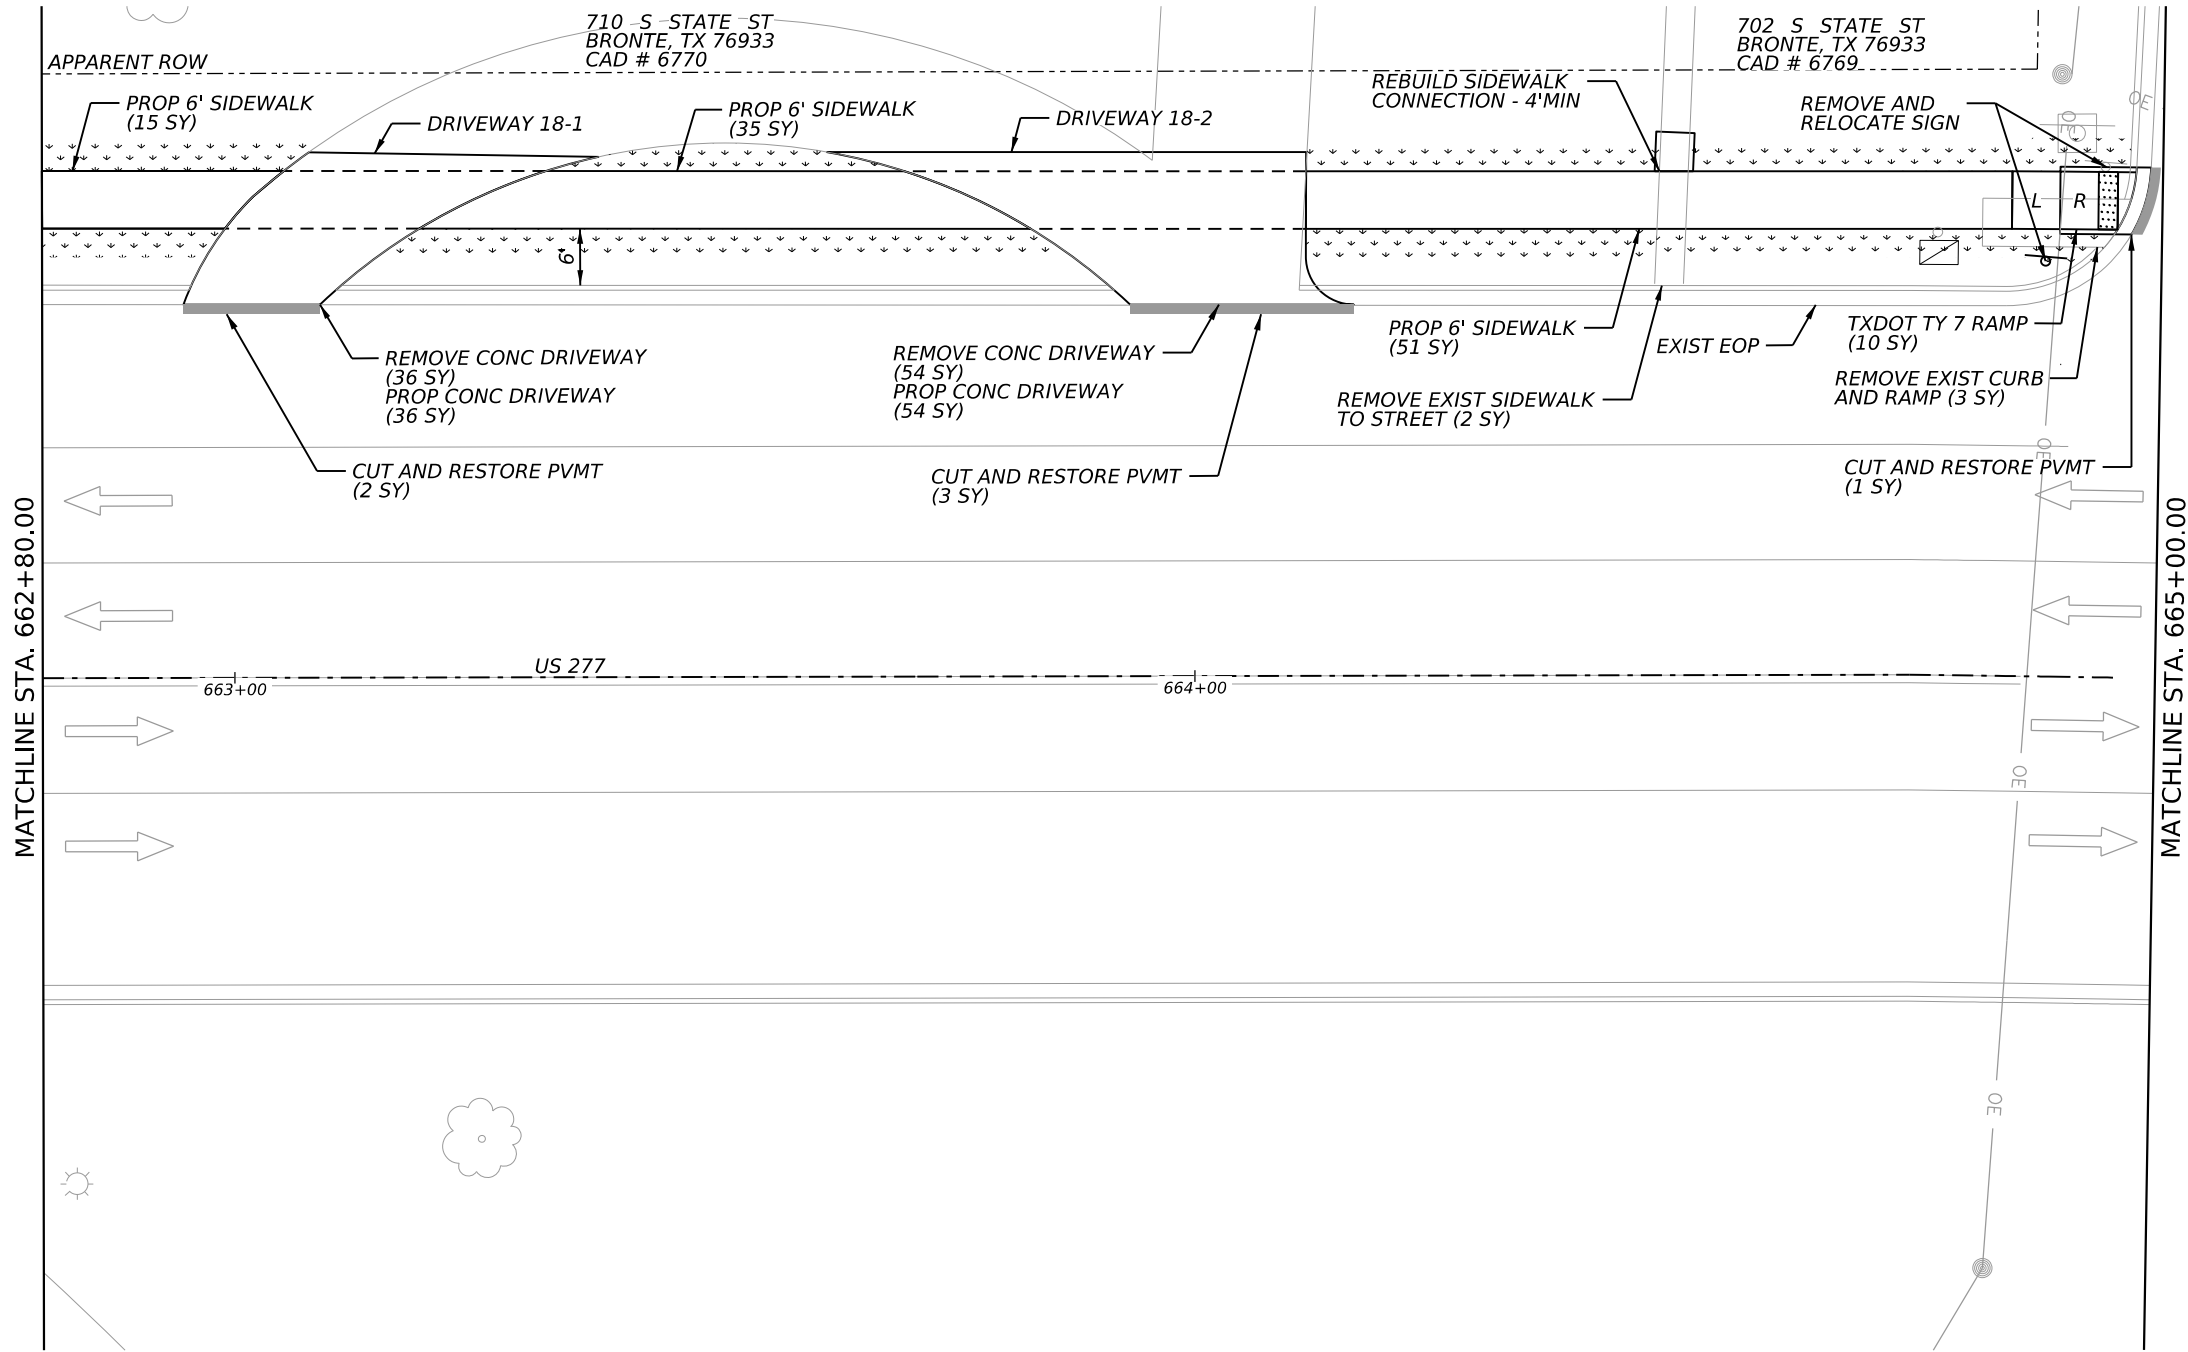 710 S STATE ST
BRONTE, TX 76933
CAD # 6770
702 S STATE ST
BRONTE, TX 76933
CAD # 6769
APPARENT ROW
PROP 6' SIDEWALK
(15 SY)
DRIVEWAY 18-1
PROP 6' SIDEWALK
(35 SY)
DRIVEWAY 18-2
REBUILD SIDEWALK
CONNECTION - 4'MIN
REMOVE AND
RELOCATE SIGN
OE
OE
L
R
6'
REMOVE CONC DRIVEWAY
(36 SY)
PROP CONC DRIVEWAY
(36 SY)
REMOVE CONC DRIVEWAY
(54 SY)
PROP CONC DRIVEWAY
(54 SY)
PROP 6' SIDEWALK
(51 SY)
EXIST EOP
TXDOT TY 7 RAMP
(10 SY)
REMOVE EXIST SIDEWALK
TO STREET (2 SY)
REMOVE EXIST CURB
AND RAMP (3 SY)
CUT AND RESTORE PVMT
(2 SY)
CUT AND RESTORE PVMT
(3 SY)
OE
CUT AND RESTORE PVMT
(1 SY)
MATCHLINE STA. 662+80.00
MATCHLINE STA. 665+00.00
US 277
663+00
664+00
OE
OE